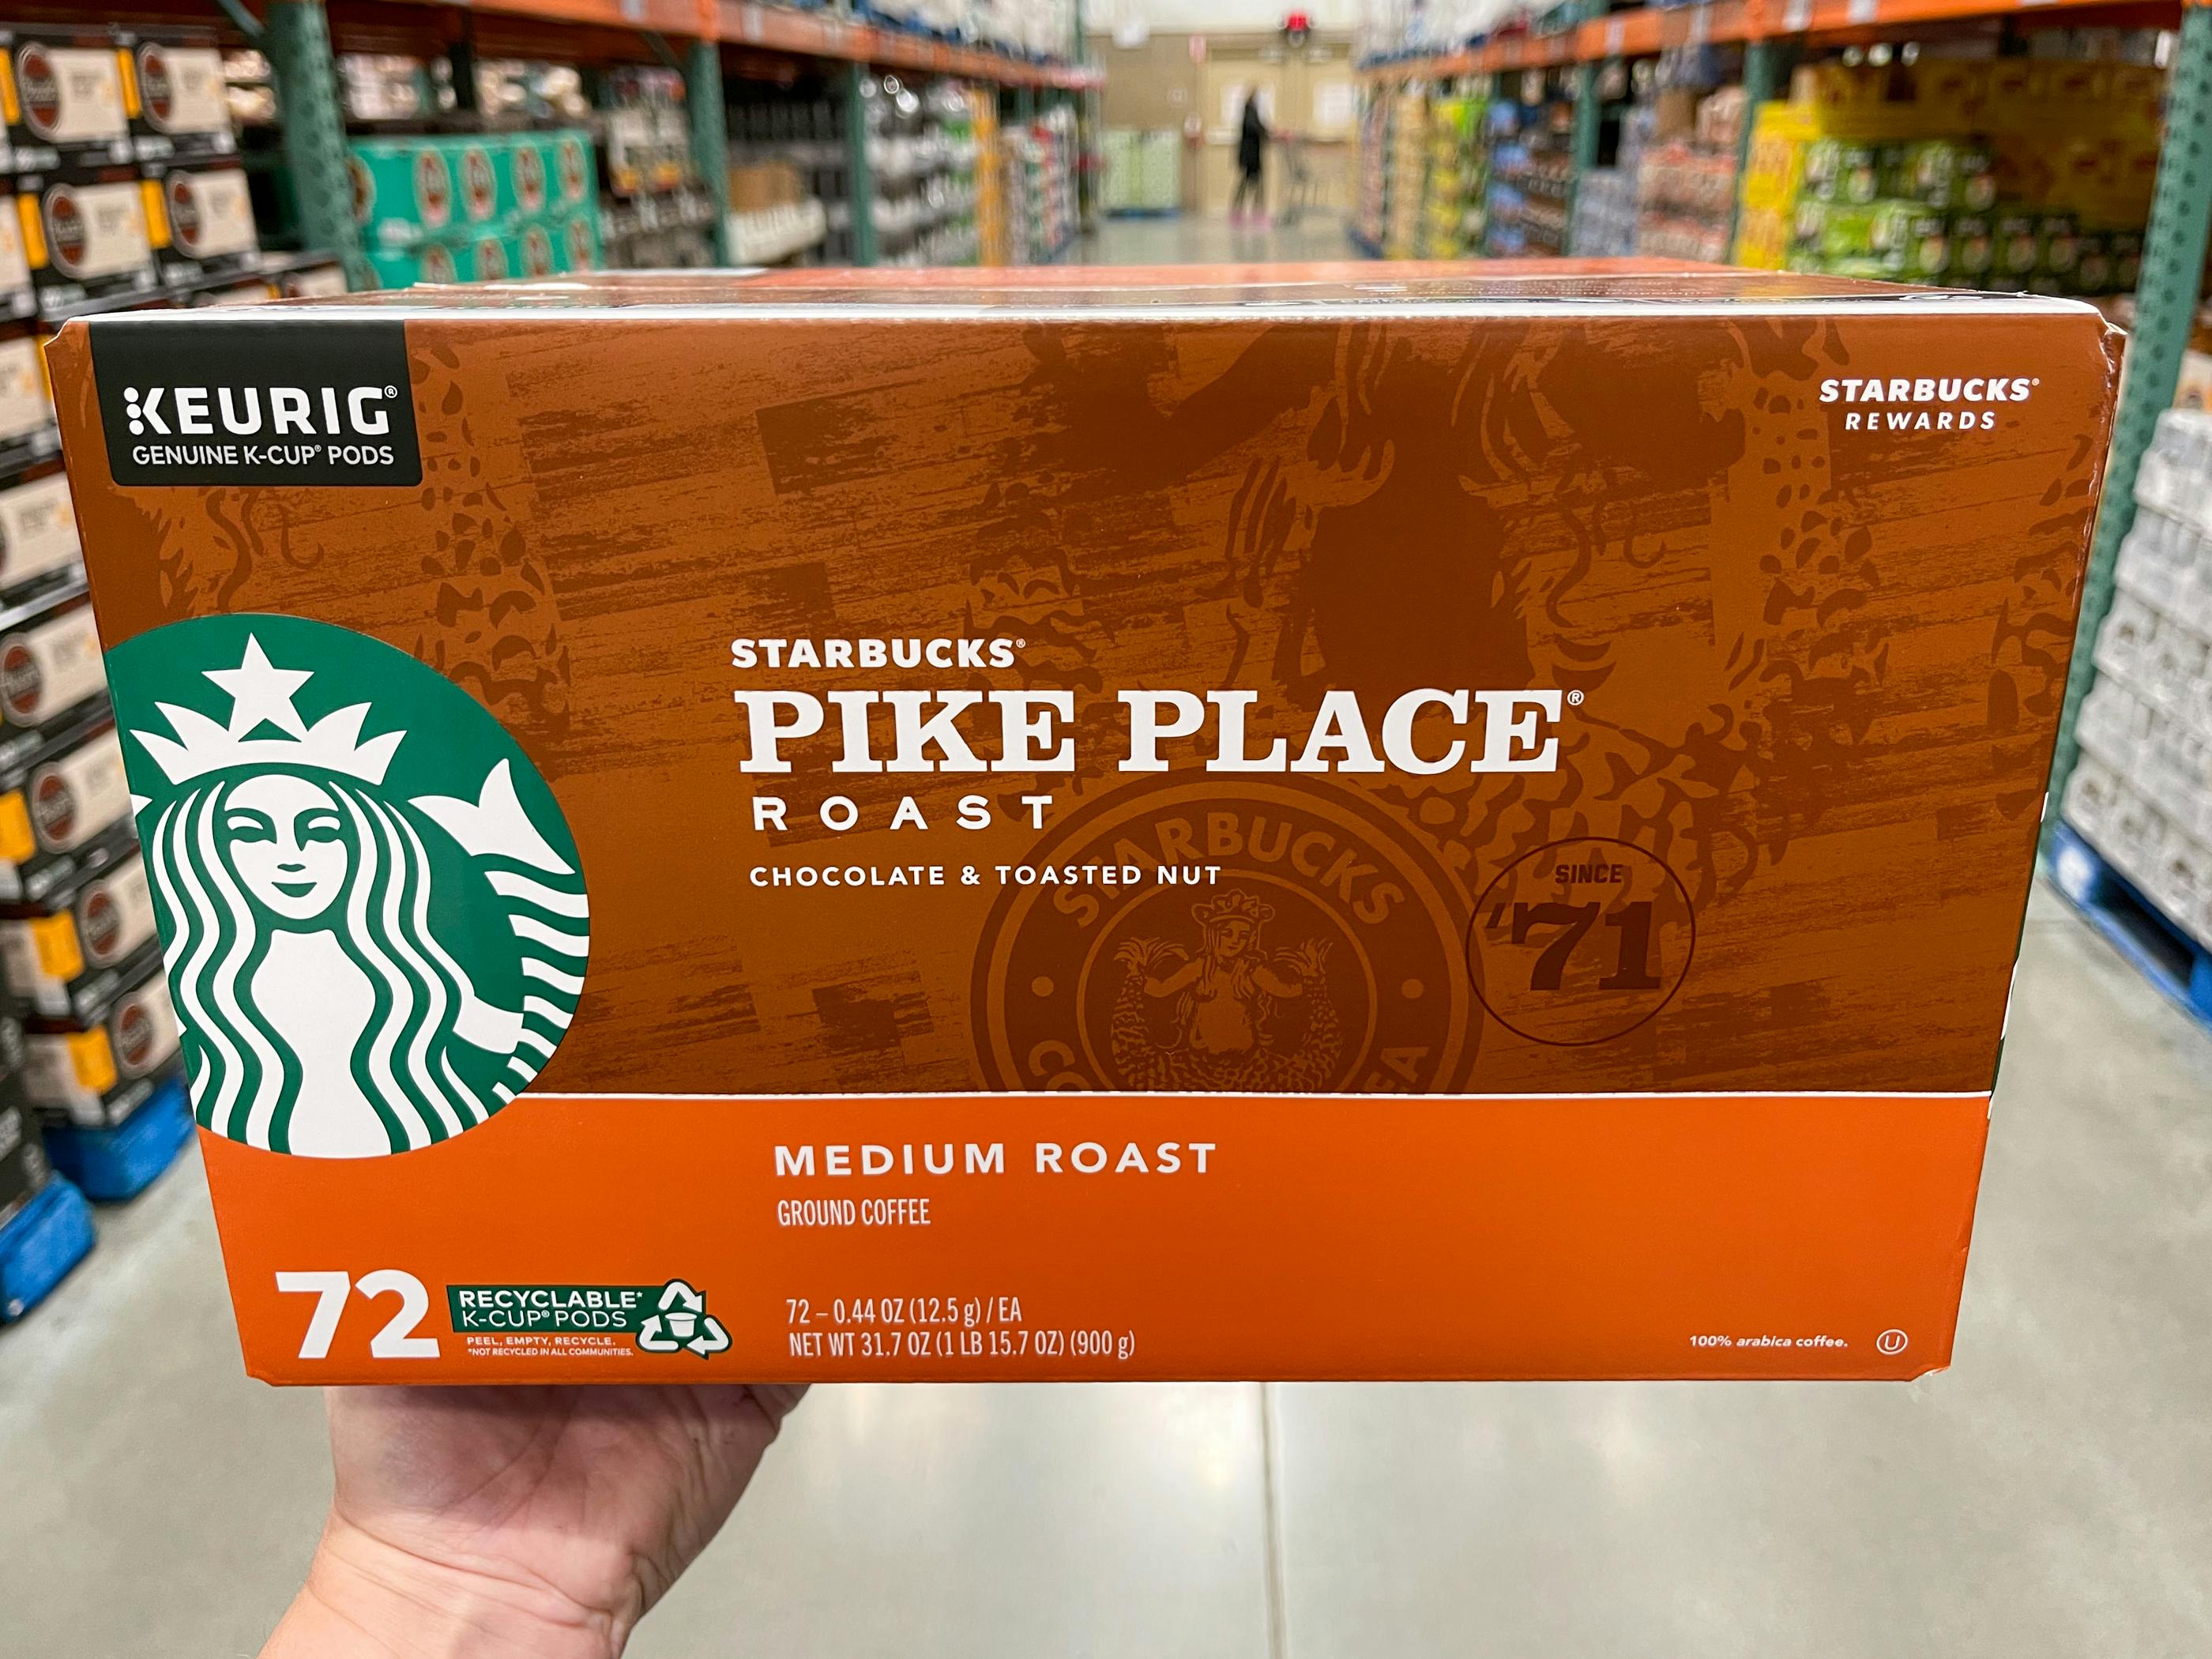 KEURIG®
GENUINE K-CUP® PODS
STARBUCKS®
REWARDS
STARBUCKS®
PIKE PLACE®
ROAST
CHOCOLATE & TOASTED NUT
STARBUCKS
SINCE
'71
MEDIUM ROAST
GROUND COFFEE
72
RECYCLABLE*
K-CUP® PODS
PEEL, EMPTY, RECYCLE.
*NOT RECYCLED IN ALL COMMUNITIES.
72 – 0.44 OZ (12.5 g) / EA
NET WT 31.7 OZ (1 LB 15.7 OZ) (900 g)
100% arabica coffee.
U